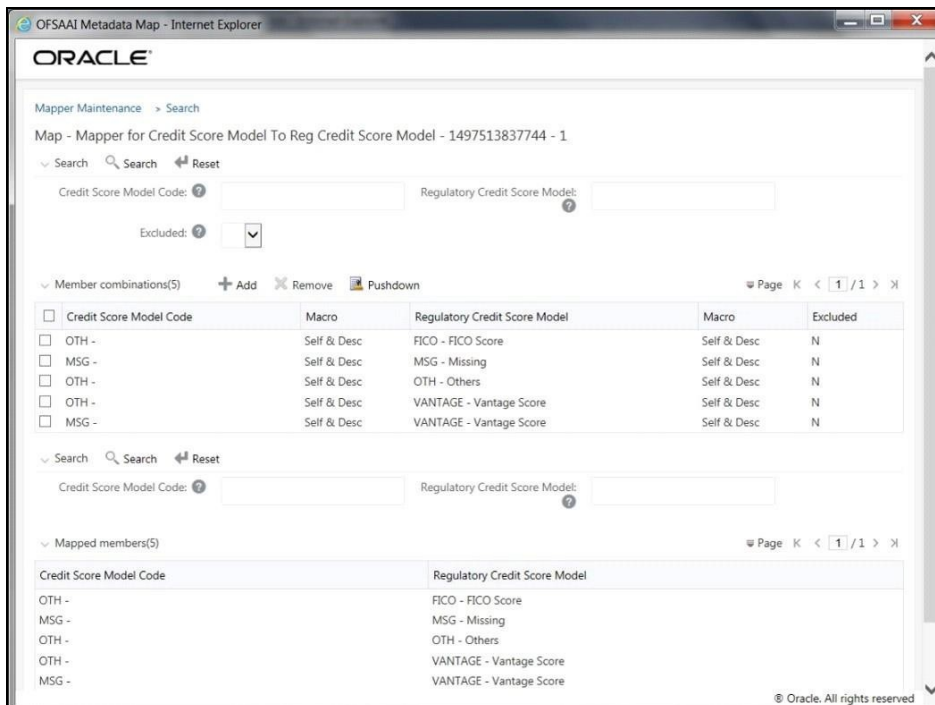 OFSAAI Metadata Map - Internet Explorer
ORACLE®
Mapper Maintenance > Search
Map - Mapper for Credit Score Model To Reg Credit Score Model - 1497513837744 - 1
Search Search Reset
Credit Score Model Code: ? Regulatory Credit Score Model: ?
Excluded: ?
Member combinations(5) Add Remove Pushdown Page 1 / 1
Credit Score Model Code Macro Regulatory Credit Score Model Macro Excluded
OTH - Self & Desc FICO - FICO Score Self & Desc N
MSG - Self & Desc MSG - Missing Self & Desc N
OTH - Self & Desc OTH - Others Self & Desc N
OTH - Self & Desc VANTAGE - Vantage Score Self & Desc N
MSG - Self & Desc VANTAGE - Vantage Score Self & Desc N
Search Search Reset
Credit Score Model Code: ? Regulatory Credit Score Model: ?
Mapped members(5) Page 1 / 1
Credit Score Model Code Regulatory Credit Score Model
OTH - FICO - FICO Score
MSG - MSG - Missing
OTH - OTH - Others
OTH - VANTAGE - Vantage Score
MSG - VANTAGE - Vantage Score
® Oracle. All rights reserved